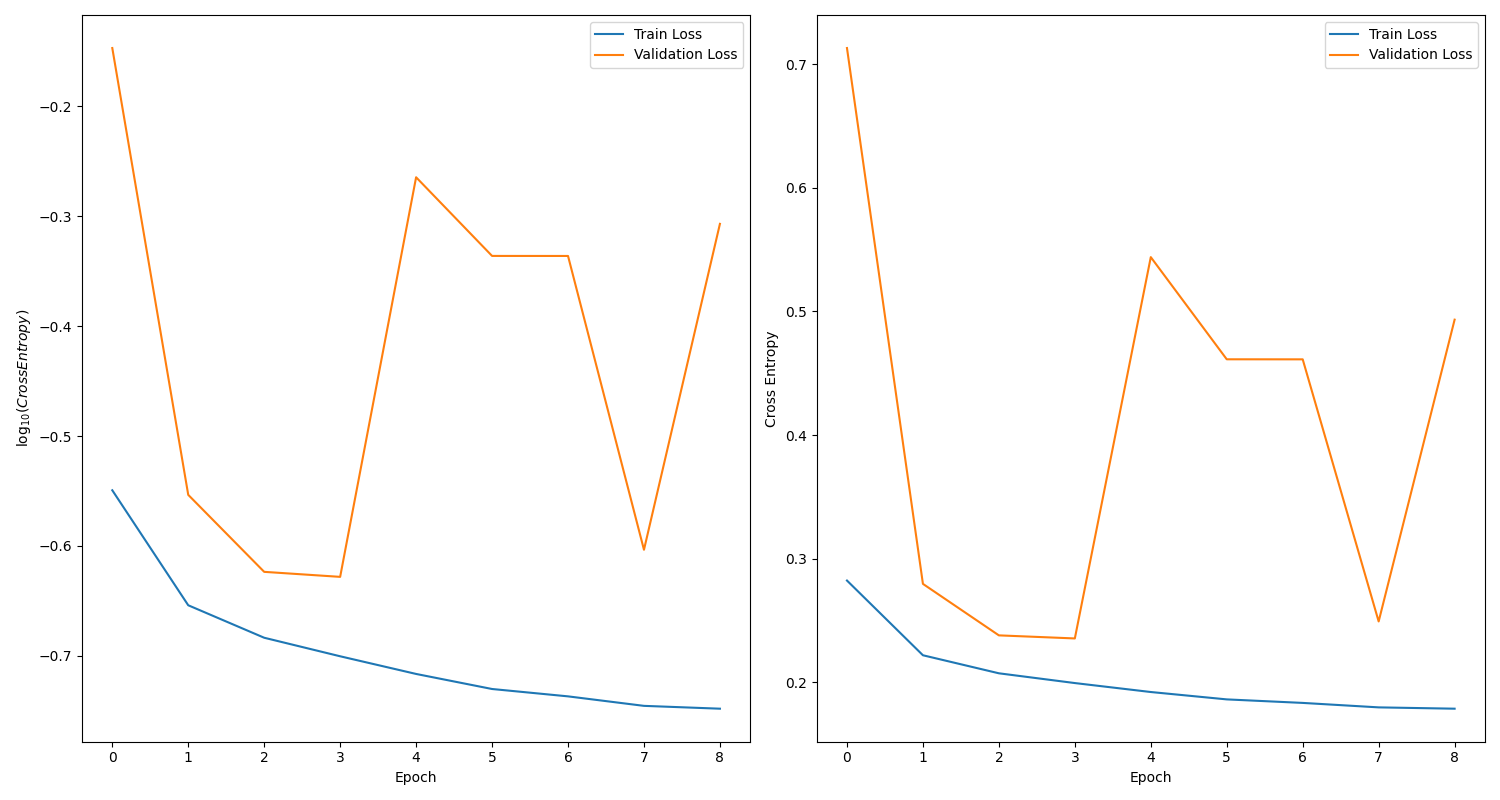 Train Loss
Validation Loss
−0.2
−0.3
−0.4
−0.5
−0.6
−0.7
log₁₀(CrossEntropy)
0 1 2 3 4 5 6 7 8
Epoch
Train Loss
Validation Loss
0.7
0.6
0.5
0.4
0.3
0.2
Cross Entropy
0 1 2 3 4 5 6 7 8
Epoch